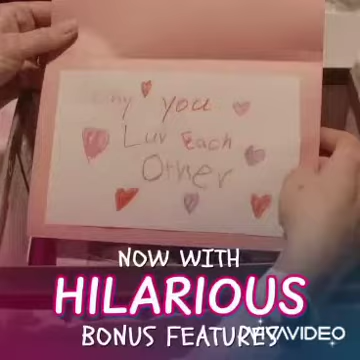 you
Luv Each
Other
NOW WITH
HILARIOUS
BONUS FEATURES